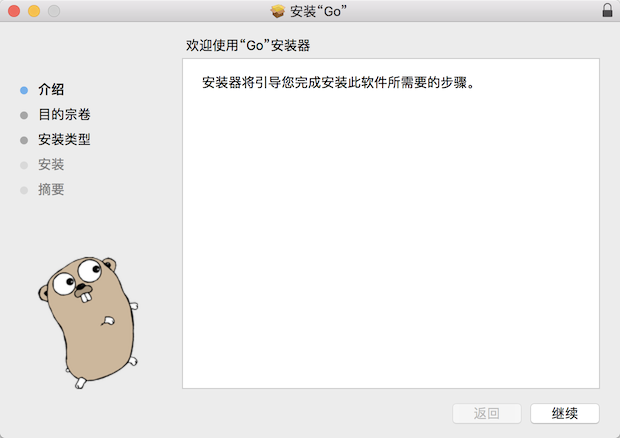 安装“Go”
欢迎使用“Go”安装器
安装器将引导您完成安装此软件所需要的步骤。
介绍
目的宗卷
安装类型
安装
摘要
返回
继续